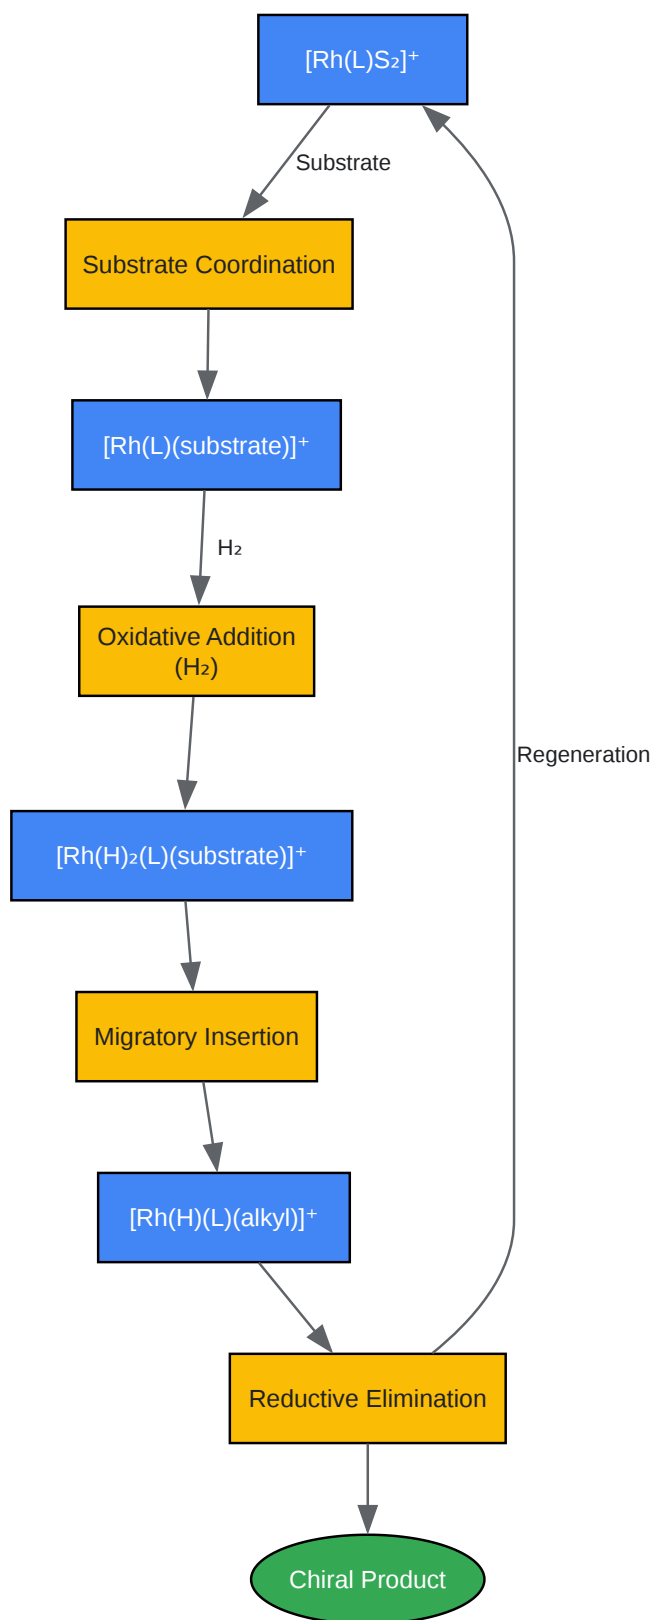 [Rh(L)S₂]⁺
Substrate
Substrate Coordination
[Rh(L)(substrate)]⁺
H₂
Oxidative Addition
(H₂)
Regeneration
[Rh(H)₂(L)(substrate)]⁺
Migratory Insertion
[Rh(H)(L)(alkyl)]⁺
Reductive Elimination
Chiral Product